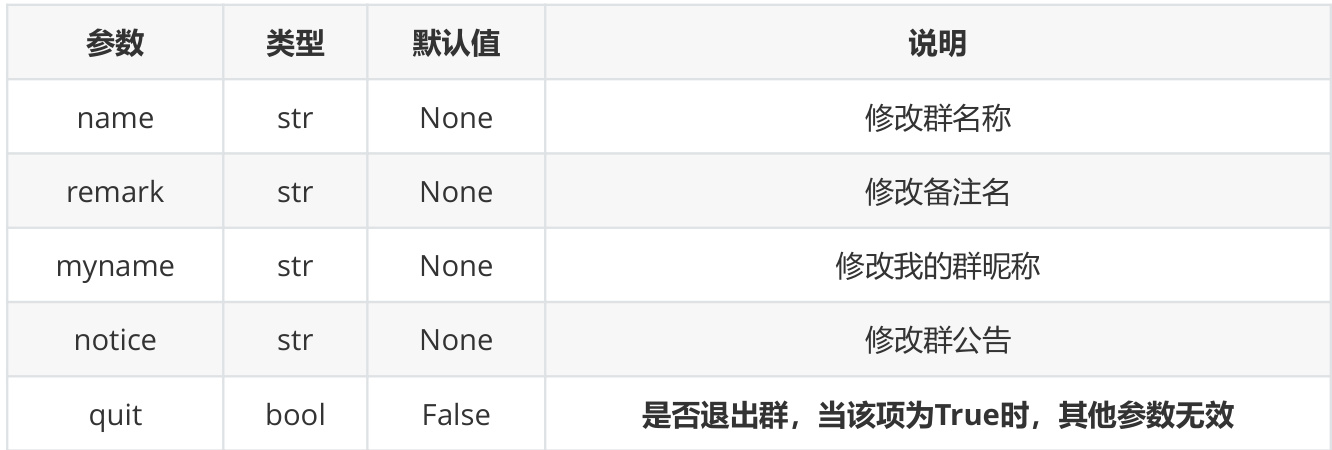 参数 类型 默认值 说明
name str None 修改群名称
remark str None 修改备注名
myname str None 修改我的群昵称
notice str None 修改群公告
quit bool False 是否退出群，当该项为True时，其他参数无效